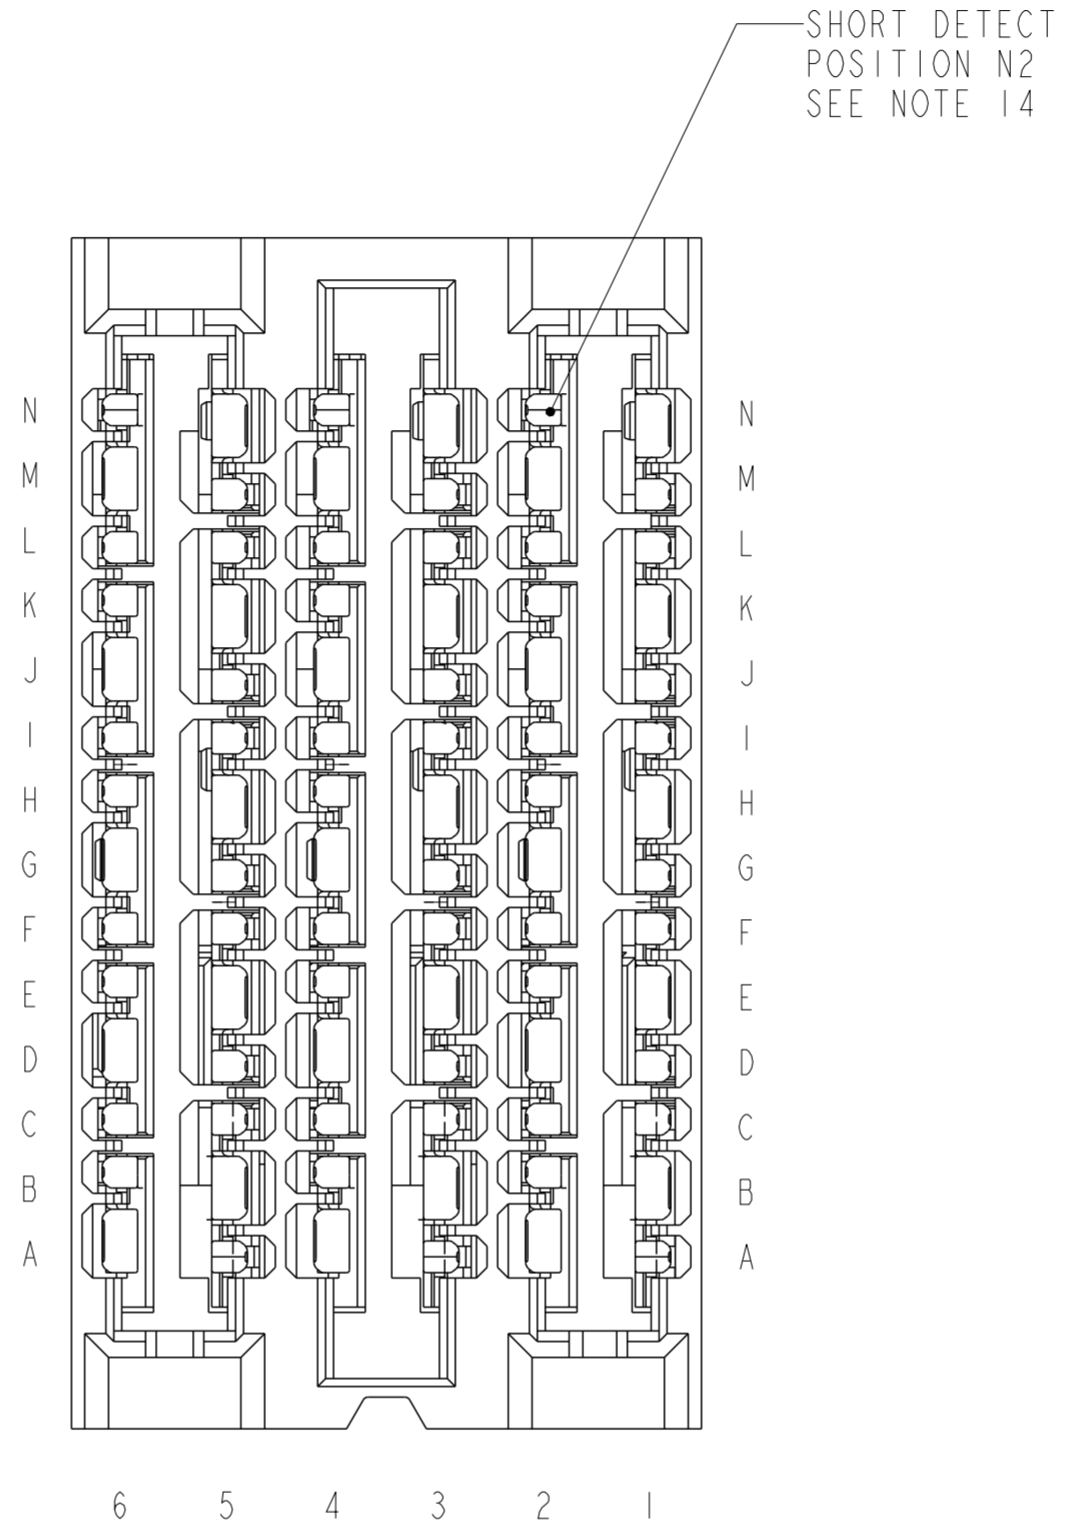 SHORT DETECT
POSITION N2
SEE NOTE 14
N N
M M
L L
K K
J J
I I
H H
G G
F F
E E
D D
C C
B B
A A
6 5 4 3 2 1